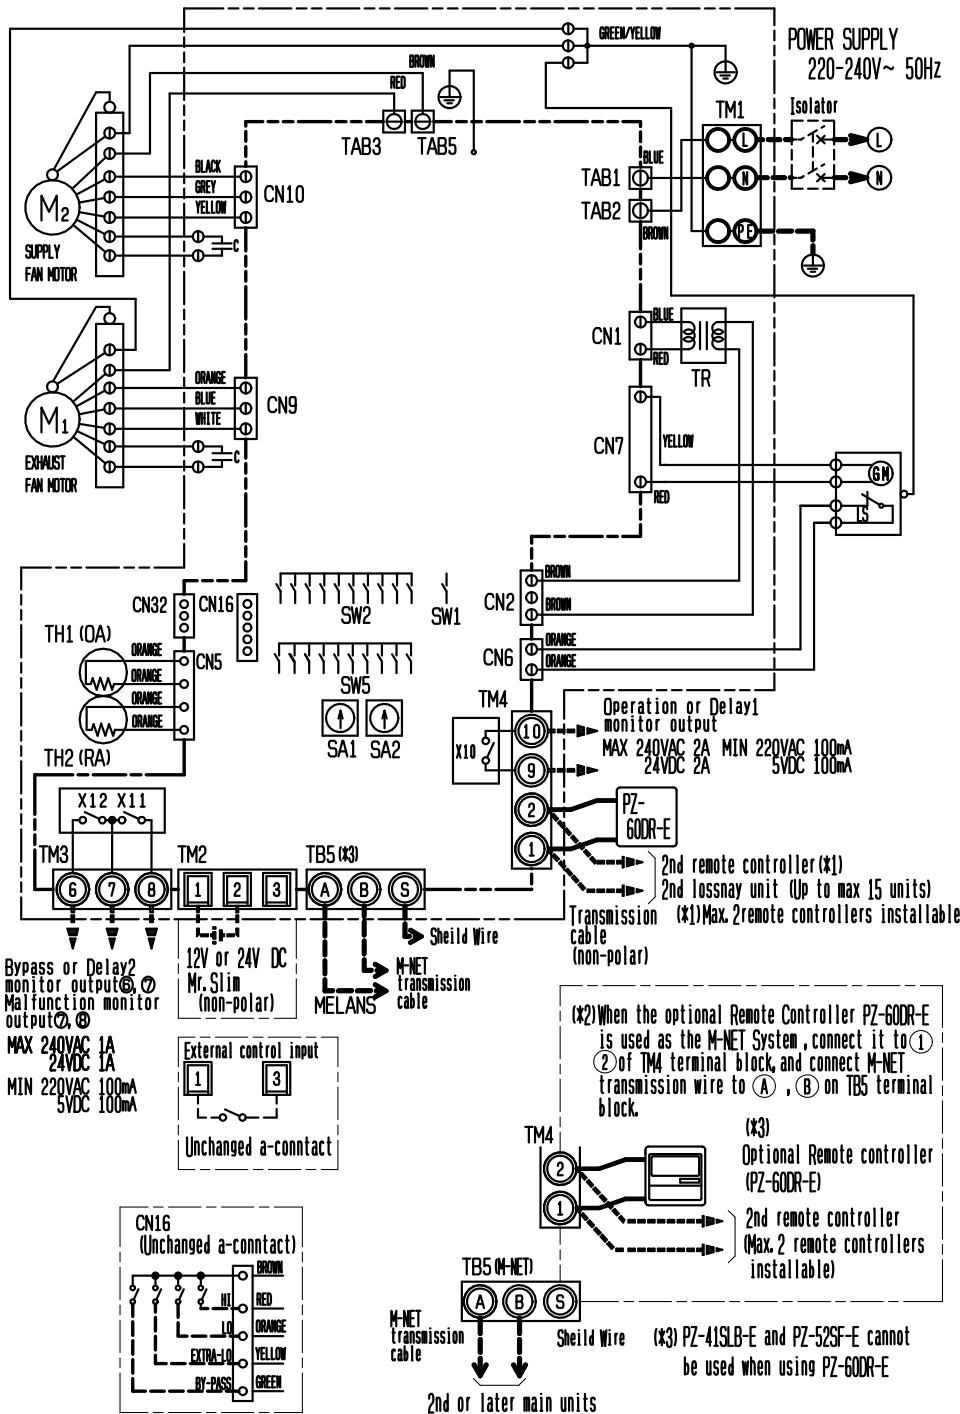 GREEN/YELLOW
POWER SUPPLY
220-240V~ 50Hz
BROWN
RED
TM1
Isolator
TAB3
TAB5
L
L
BLUE
TAB1
N
N
TAB2
BROWN
PE
BLACK
CN10
GREY
YELLOW
M2
C
SUPPLY
FAN MOTOR
BLUE
CN1
RED
TR
ORANGE
BLUE
CN9
WHITE
M1
C
EXHAUST
FAN MOTOR
CN7
YELLOW
RED
GM
LS
BROWN
CN2
BROWN
ORANGE
CN6
ORANGE
CN32
CN16
SW2
SW1
TH1 (OA)
ORANGE
CN5
ORANGE
ORANGE
ORANGE
TH2 (RA)
SW5
SA1
SA2
TM4
X10
10
9
2
1
Operation or Delay1
monitor output
MAX 240VAC 2A MIN 220VAC 100mA
24VDC 2A 5VDC 100mA
PZ-
60DR-E
2nd remote controller(*1)
2nd lossnay unit (Up to max 15 units)
Transmission
cable
(non-polar)
(*1)Max. 2remote controllers installable
X12 X11
TM3
TM2
TB5 (*3)
6 7 8
1 2 3
A B S
Sheild Wire
M-NET
transmission
cable
MELANS
12V or 24V DC
Mr. Slim
(non-polar)
Bypass or Delay2
monitor output⑥,⑦
Malfunction monitor
output⑦,⑧
MAX 240VAC 1A
24VDC 1A
MIN 220VAC 100mA
5VDC 100mA
External control input
1 3
Unchanged a-conntact
(*2)When the optional Remote Controller PZ-60DR-E
is used as the M-NET System, connect it to ①
② of TM4 terminal block, and connect M-NET
transmission wire to Ⓐ , Ⓑ on TB5 terminal
block.
TM4
2
1
(*3)
Optional Remote controller
(PZ-60DR-E)
2nd remote controller
(Max. 2 remote controllers
installable)
TB5 (M-NET)
A B S
M-NET
transmission
cable
Sheild Wire
2nd or later main units
(*3) PZ-41SLB-E and PZ-52SF-E cannot
be used when using PZ-60DR-E
CN16
(Unchanged a-conntact)
BROWN
HI
RED
LO
ORANGE
EXTRA-LO
YELLOW
BY-PASS
GREEN